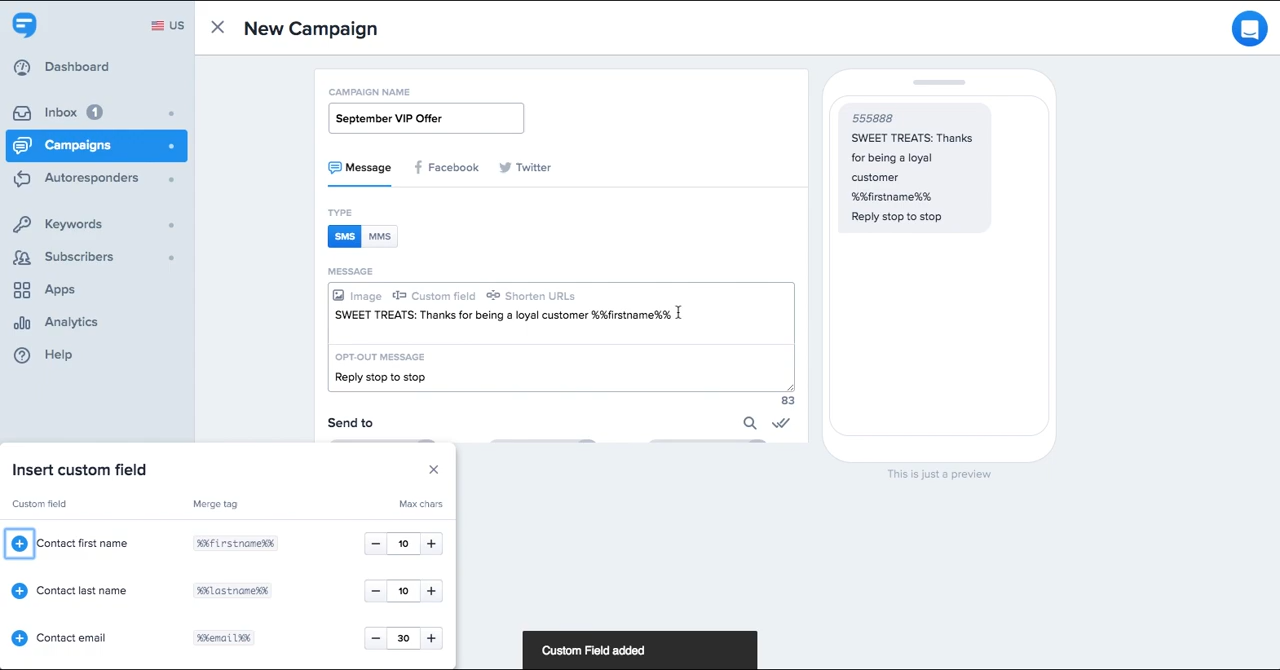 US
New Campaign
Dashboard
Inbox 1
Campaigns
Autoresponders
Keywords
Subscribers
Apps
Analytics
Help
CAMPAIGN NAME
September VIP Offer
Message
Facebook
Twitter
TYPE
SMS
MMS
MESSAGE
Image
Custom field
Shorten URLs
SWEET TREATS: Thanks for being a loyal customer %%firstname%%
OPT-OUT MESSAGE
Reply stop to stop
83
Send to
555888
SWEET TREATS: Thanks
for being a loyal
customer
%%firstname%%
Reply stop to stop
This is just a preview
Insert custom field
Custom field Merge tag Max chars
Contact first name %%firstname%% 10
Contact last name %%lastname%% 10
Contact email %%email%% 30
Custom Field added